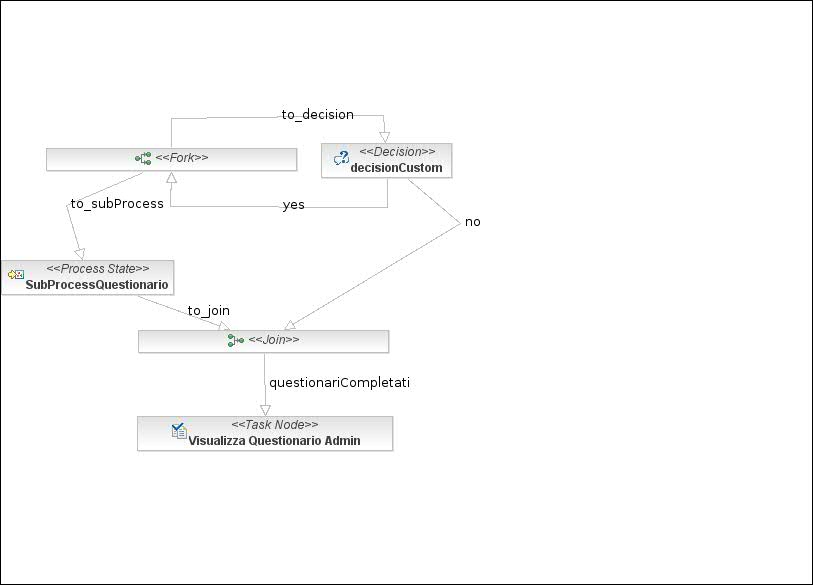 to_decision
<<Fork>>
<<Decision>>
decisionCustom
to_subProcess
yes
no
<<Process State>>
SubProcessQuestionario
to_join
<<Join>>
questionariCompletati
<<Task Node>>
Visualizza Questionario Admin